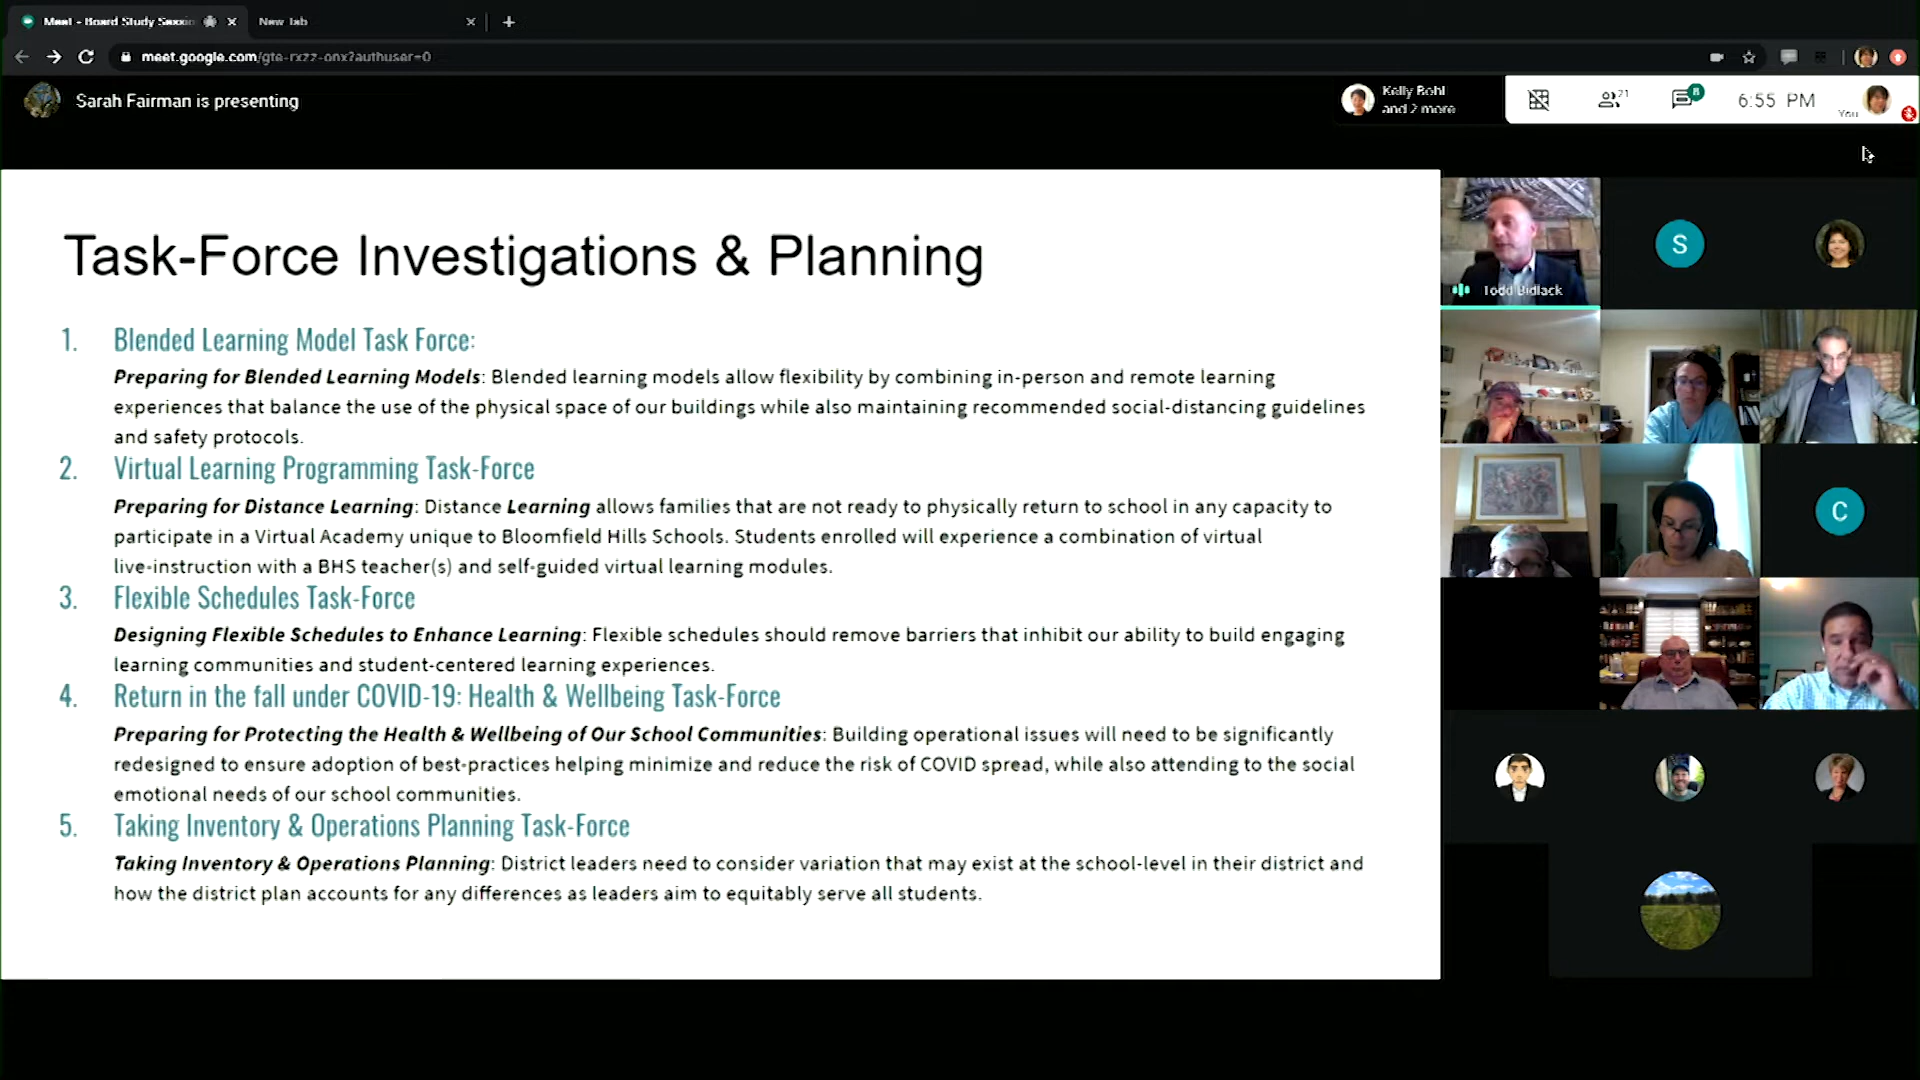 Meet - Board Study Sessio
New Tab
meet.google.com/gte-rxzz-onx?authuser=0
Sarah Fairman is presenting
Kelly Bohl
and 2 more
21
8
6:55 PM
You
Task-Force Investigations & Planning
Todd Bidlack
S
C
1. Blended Learning Model Task Force:
Preparing for Blended Learning Models: Blended learning models allow flexibility by combining in-person and remote learning
experiences that balance the use of the physical space of our buildings while also maintaining recommended social-distancing guidelines
and safety protocols.
2. Virtual Learning Programming Task-Force
Preparing for Distance Learning: Distance Learning allows families that are not ready to physically return to school in any capacity to
participate in a Virtual Academy unique to Bloomfield Hills Schools. Students enrolled will experience a combination of virtual
live-instruction with a BHS teacher(s) and self-guided virtual learning modules.
3. Flexible Schedules Task-Force
Designing Flexible Schedules to Enhance Learning: Flexible schedules should remove barriers that inhibit our ability to build engaging
learning communities and student-centered learning experiences.
4. Return in the fall under COVID-19: Health & Wellbeing Task-Force
Preparing for Protecting the Health & Wellbeing of Our School Communities: Building operational issues will need to be significantly
redesigned to ensure adoption of best-practices helping minimize and reduce the risk of COVID spread, while also attending to the social
emotional needs of our school communities.
5. Taking Inventory & Operations Planning Task-Force
Taking Inventory & Operations Planning: District leaders need to consider variation that may exist at the school-level in their district and
how the district plan accounts for any differences as leaders aim to equitably serve all students.